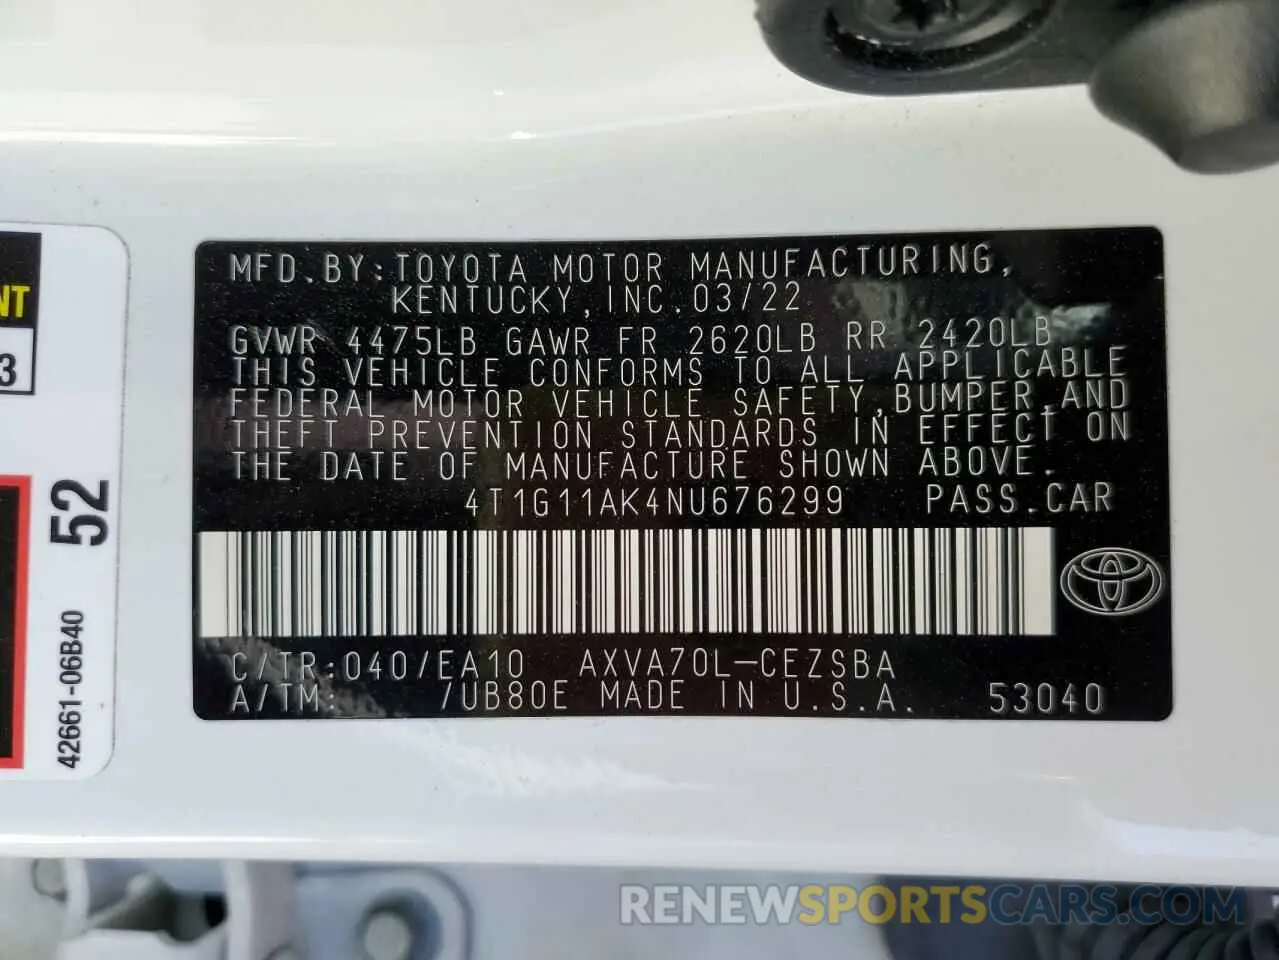 MFD.BY:TOYOTA MOTOR MANUFACTURING,
KENTUCKY,INC.03/22
GVWR 4475LB GAWR FR 2620LB RR 2420LB
THIS VEHICLE CONFORMS TO ALL APPLICABLE
FEDERAL MOTOR VEHICLE SAFETY,BUMPER,AND
THEFT PREVENTION STANDARDS IN EFFECT ON
THE DATE OF MANUFACTURE SHOWN ABOVE.
4T1G11AK4NU676299 PASS.CAR
C/TR:040/EA10 AXVA70L-CEZSBA
A/TM: /UB80E MADE IN U.S.A. 53040
NT
3
52
42661-06B40
RENEWSPORTSCARS.COM